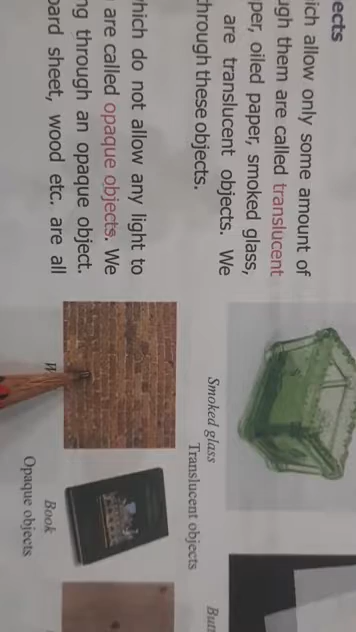 ects
ich allow only some amount of
ugh them are called translucent
per, oiled paper, smoked glass,
are translucent objects. We
through these objects.
hich do not allow any light to
are called opaque objects. We
ng through an opaque object.
oard sheet, wood etc. are all
Smoked glass
Translucent objects
Book
Opaque objects